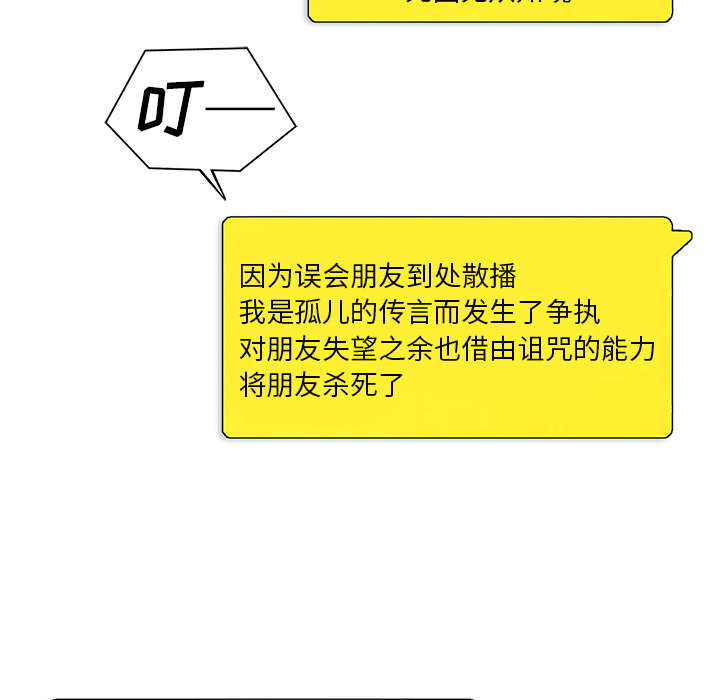 叮——
因为误会朋友到处散播
我是孤儿的传言而发生了争执
对朋友失望之余也借由诅咒的能力
将朋友杀死了